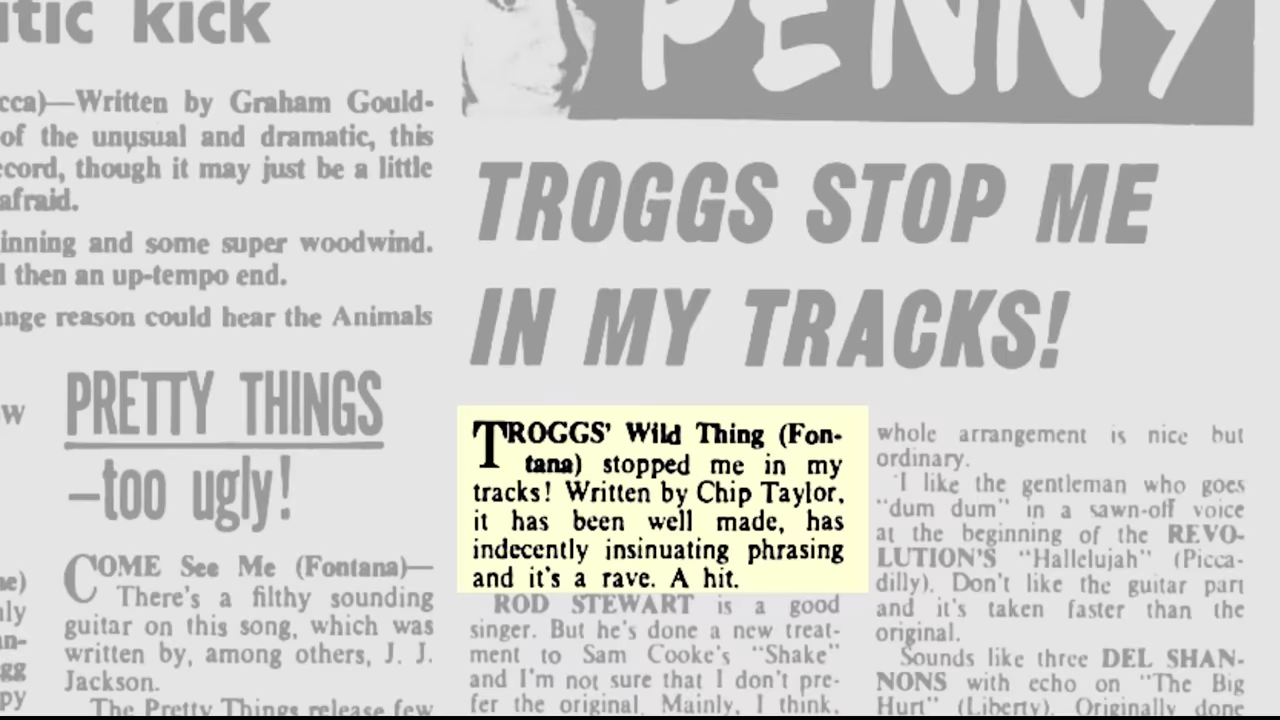 tic kick
cca)—Written by Graham Gould-
of the unusual and dramatic, this
ecord, though it may just be a little
afraid.
inning and some super woodwind.
then an up-tempo end.
nge reason could hear the Animals
PRETTY THINGS
—too ugly!
COME See Me (Fontana)—
There's a filthy sounding
guitar on this song, which was
written by, among others, J. J.
Jackson.
The Pretty Things release few
PENNY
TROGGS STOP ME
IN MY TRACKS!
TROGGS' Wild Thing (Fon-
tana) stopped me in my
tracks! Written by Chip Taylor,
it has been well made, has
indecently insinuating phrasing
and it's a rave. A hit.
ROD STEWART is a good
singer. But he's done a new treat-
ment to Sam Cooke's "Shake"
and I'm not sure that I don't pre-
fer the original. Mainly, I think,
whole arrangement is nice but
ordinary.
I like the gentleman who goes
"dum dum" in a sawn-off voice
at the beginning of the REVO-
LUTION'S "Hallelujah" (Picca-
dilly). Don't like the guitar part
and it's taken faster than the
original.
Sounds like three DEL SHAN-
NONS with echo on "The Big
Hurt" (Liberty). Originally done